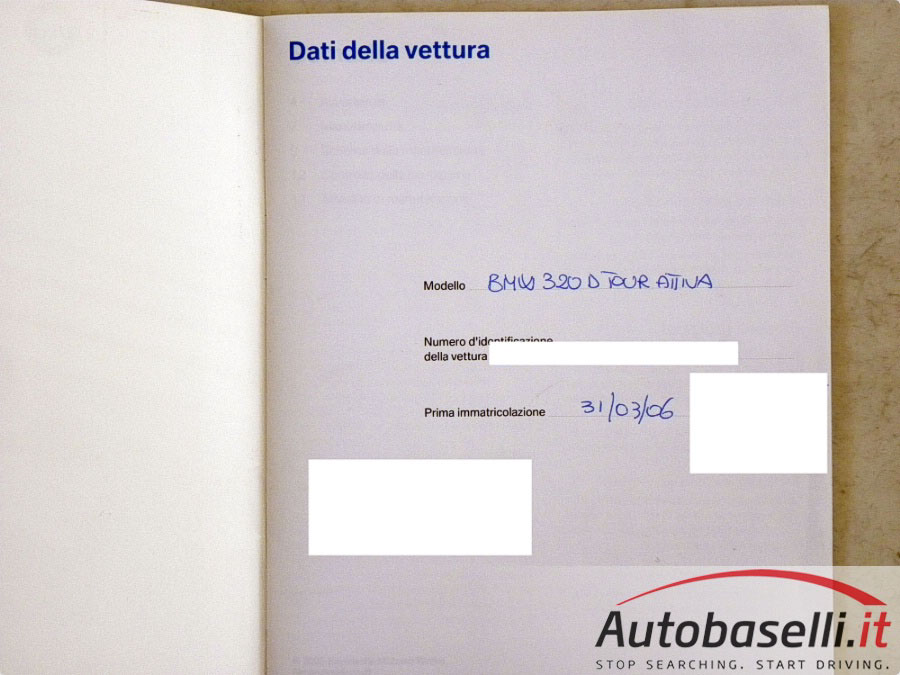 Dati della vettura
Modello BMW 320 D TOUR ATTIVA
Numero d'identificazione
della vettura
Prima immatricolazione 31/03/06
Autobaselli.it
STOP SEARCHING. START DRIVING.